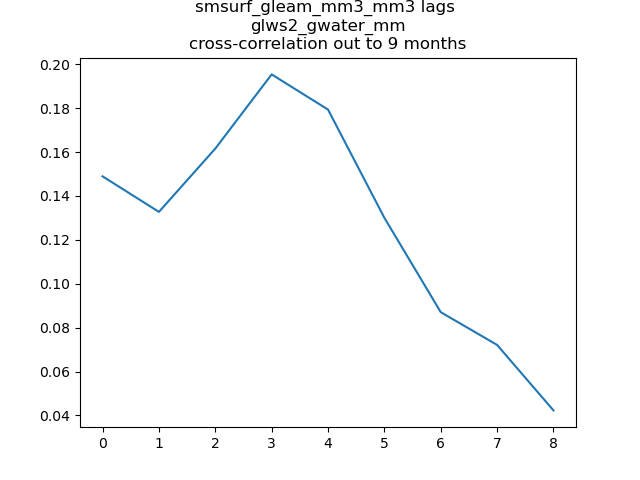 smsurf_gleam_mm3_mm3 lags
glws2_gwater_mm
cross-correlation out to 9 months
0.20
0.18
0.16
0.14
0.12
0.10
0.08
0.06
0.04
0 1 2 3 4 5 6 7 8